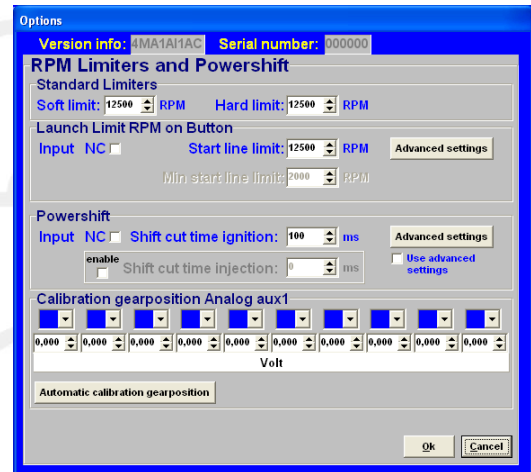 Options
Version info: 4MA1AI1AC Serial number: 000000
RPM Limiters and Powershift
Standard Limiters
Soft limit: 12500 RPM Hard limit: 12500 RPM
Launch Limit RPM on Button
Input NC Start line limit: 12500 RPM Advanced settings
Min start line limit: 2000 RPM
Powershift
Input NC Shift cut time ignition: 100 ms Advanced settings
enable Shift cut time injection: 0 ms Use advanced
settings
Calibration gearposition Analog aux1
0,000 0,000 0,000 0,000 0,000 0,000 0,000 0,000 0,000
Volt
Automatic calibration gearposition
Ok Cancel